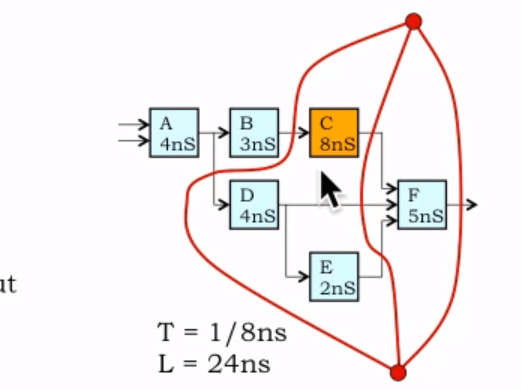 A
4nS
B
3nS
C
8nS
D
4nS
F
5nS
E
2nS
ut
T = 1/8ns
L = 24ns